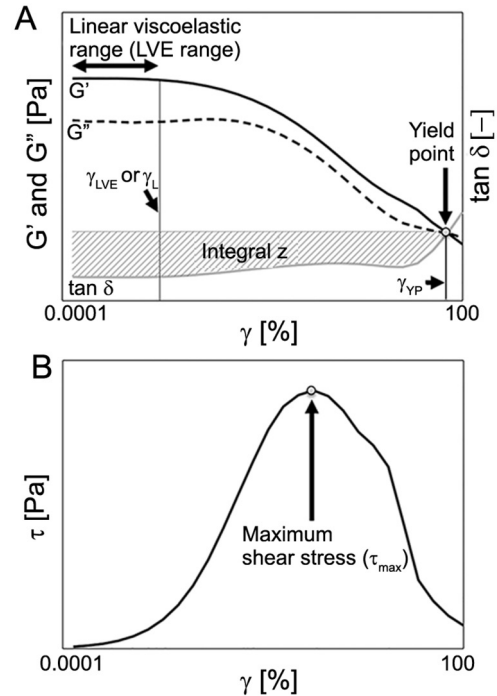 A
Linear viscoelastic
range (LVE range)
G'
G"
G' and G" [Pa]
tan δ [–]
Yield
point
γLVE or γL
Integral z
tan δ
γYP
0.0001
100
γ [%]
B
τ [Pa]
Maximum
shear stress (τmax)
0.0001
100
γ [%]